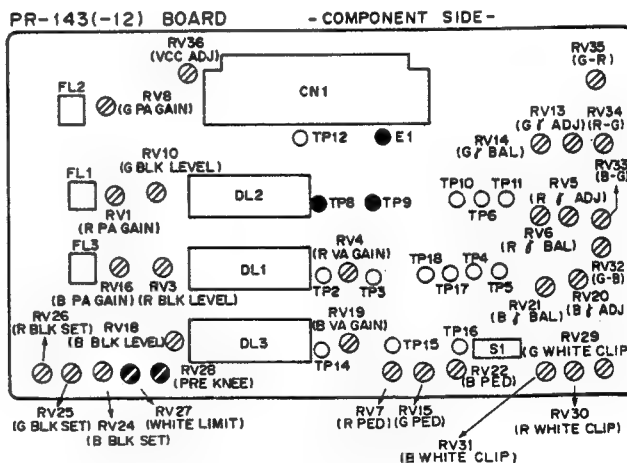 PR-143(-12) BOARD -COMPONENT SIDE-
RV36
(VCC ADJ)
RV35
(G-R)
FL2
RV8
(G PA GAIN)
CN1
TP12
E1
RV13
(G γ ADJ)
RV34
(R-G)
RV14
(G γ BAL)
RV33
(B-G)
RV10
(G BLK LEVEL)
FL1
RV1
(R PA GAIN)
DL2
TP8
TP9
TP10
TP11
TP6
RV5
(R γ ADJ)
RV6
(R γ BAL)
FL3
RV16
(B PA GAIN)
RV3
(R BLK LEVEL)
DL1
RV4
(R VA GAIN)
TP2
TP3
TP18
TP4
TP17
TP5
RV32
(G-B)
RV21
(B γ BAL)
RV20
(B γ ADJ)
RV26
(R BLK SET)
RV18
(B BLK LEVEL)
DL3
RV19
(B VA GAIN)
TP14
TP15
TP16
S1
RV29
(G WHITE CLIP)
RV28
(PRE KNEE)
RV22
(B PED)
RV25
(G BLK SET)
RV24
(B BLK SET)
RV27
(WHITE LIMIT)
RV7
(R PED)
RV15
(G PED)
RV31
(B WHITE CLIP)
RV30
(R WHITE CLIP)